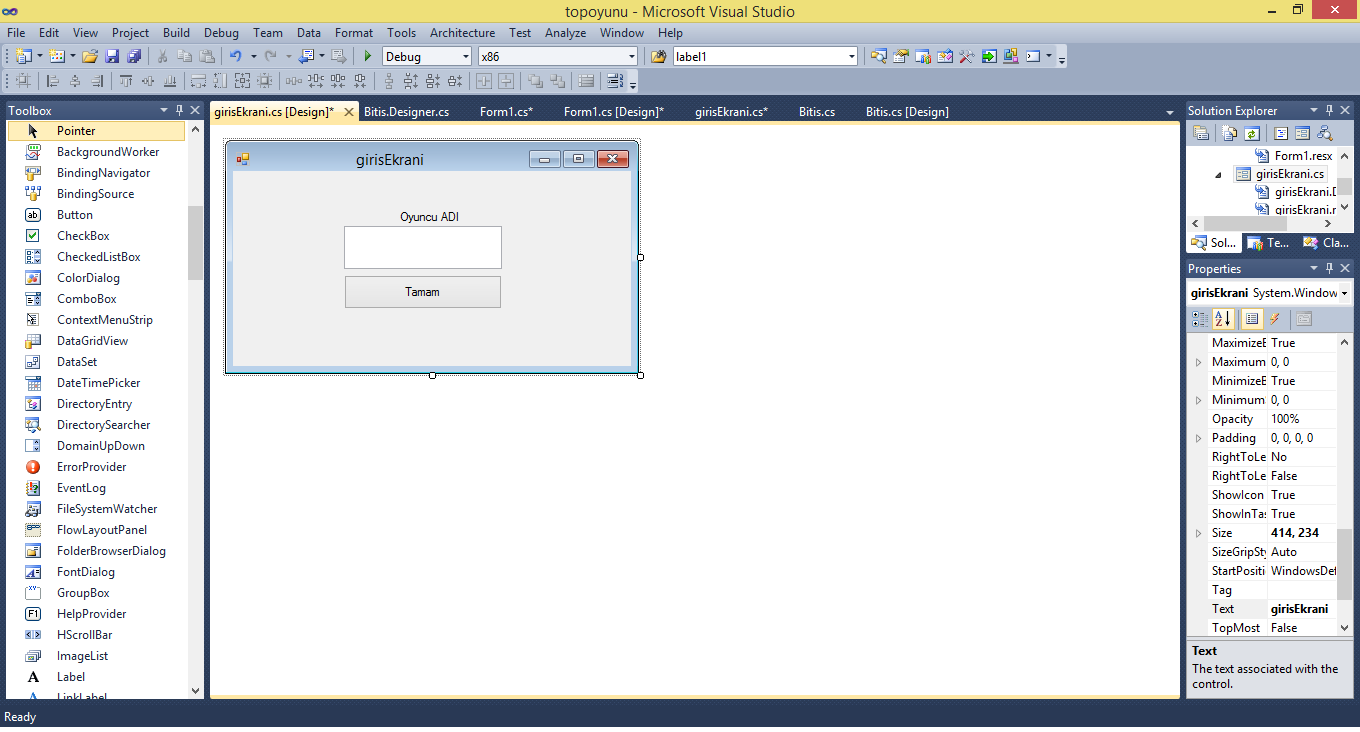 topoyunu - Microsoft Visual Studio
File Edit View Project Build Debug Team Data Format Tools Architecture Test Analyze Window Help
Debug x86 label1
Toolbox
girisEkrani.cs [Design]* Bitis.Designer.cs Form1.cs* Form1.cs [Design]* girisEkrani.cs* Bitis.cs Bitis.cs [Design]
Pointer
BackgroundWorker
BindingNavigator
BindingSource
Button
CheckBox
CheckedListBox
ColorDialog
ComboBox
ContextMenuStrip
DataGridView
DataSet
DateTimePicker
DirectoryEntry
DirectorySearcher
DomainUpDown
ErrorProvider
EventLog
FileSystemWatcher
FlowLayoutPanel
FolderBrowserDialog
FontDialog
GroupBox
HelpProvider
HScrollBar
ImageList
Label
LinkLabel
girisEkrani
Oyuncu ADI
Tamam
Solution Explorer
Form1.resx
girisEkrani.cs
girisEkrani.D
girisEkrani.r
Sol... Te... Cla...
Properties
girisEkrani System.Window
MaximizeE True
Maximum 0, 0
MinimizeE True
Minimum 0, 0
Opacity 100%
Padding 0, 0, 0, 0
RightToLe No
RightToLe False
ShowIcon True
ShowInTas True
Size 414, 234
SizeGripSty Auto
StartPositi WindowsDef
Tag
Text girisEkrani
TopMost False
Text
The text associated with the
control.
Ready